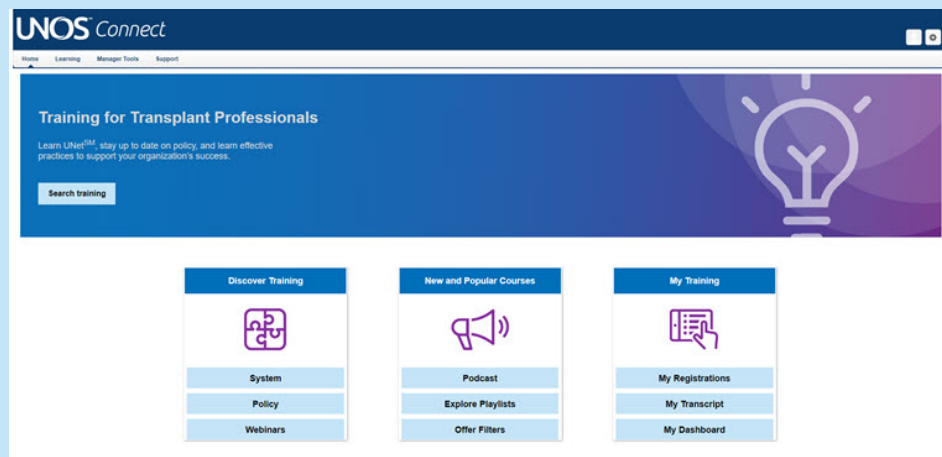 UNOS™ Connect
Home Learning Manager Tools Support
Training for Transplant Professionals
Learn UNetSM, stay up to date on policy, and learn effective
practices to support your organization's success.
Search training
Discover Training
System
Policy
Webinars
New and Popular Courses
Podcast
Explore Playlists
Offer Filters
My Training
My Registrations
My Transcript
My Dashboard